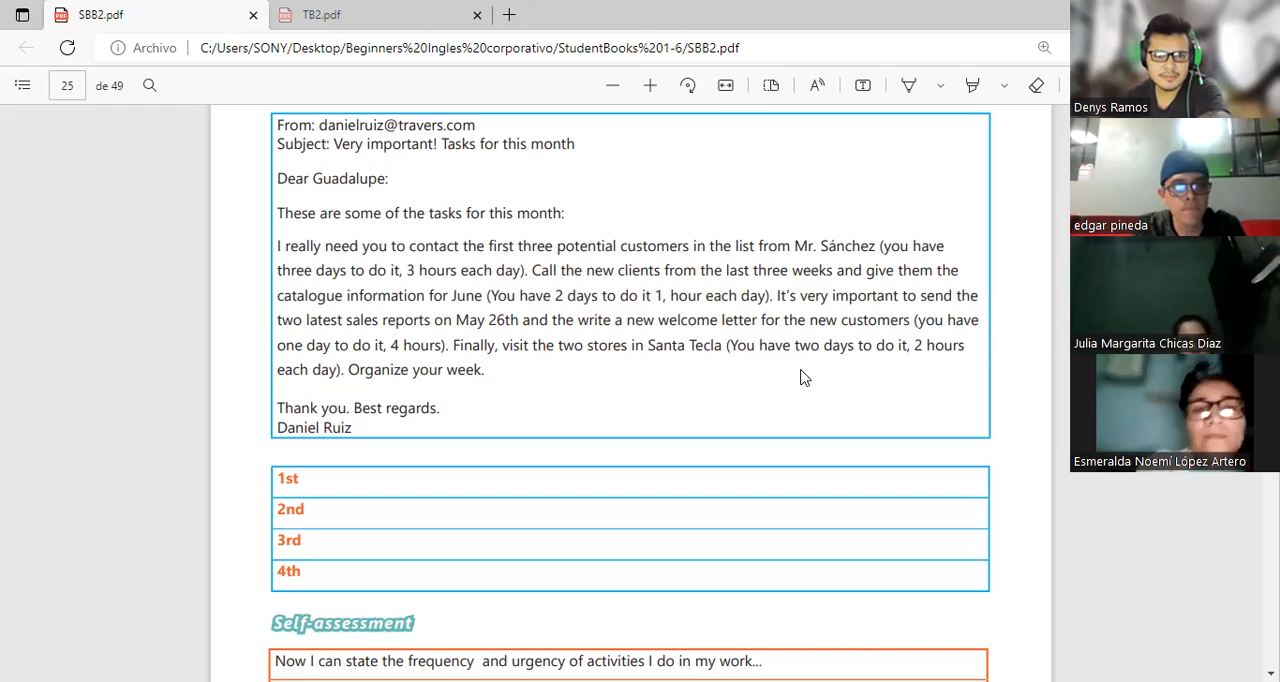 SBB2.pdf
TB2.pdf
Archivo
C:/Users/SONY/Desktop/Beginners%20Ingles%20Corporativo/StudentBooks%201-6/SBB2.pdf
25
de 49
From: danielruiz@travers.com
Subject: Very important! Tasks for this month
Dear Guadalupe:
These are some of the tasks for this month:
I really need you to contact the first three potential customers in the list from Mr. Sánchez (you have
three days to do it, 3 hours each day). Call the new clients from the last three weeks and give them the
catalogue information for June (You have 2 days to do it 1, hour each day). It's very important to send the
two latest sales reports on May 26th and the write a new welcome letter for the new customers (you have
one day to do it, 4 hours). Finally, visit the two stores in Santa Tecla (You have two days to do it, 2 hours
each day). Organize your week.
Thank you. Best regards.
Daniel Ruiz
1st
2nd
3rd
4th
Self-assessment
Now I can state the frequency and urgency of activities I do in my work...
Denys Ramos
edgar pineda
Julia Margarita Chicas Diaz
Esmeralda Noemí López Artero